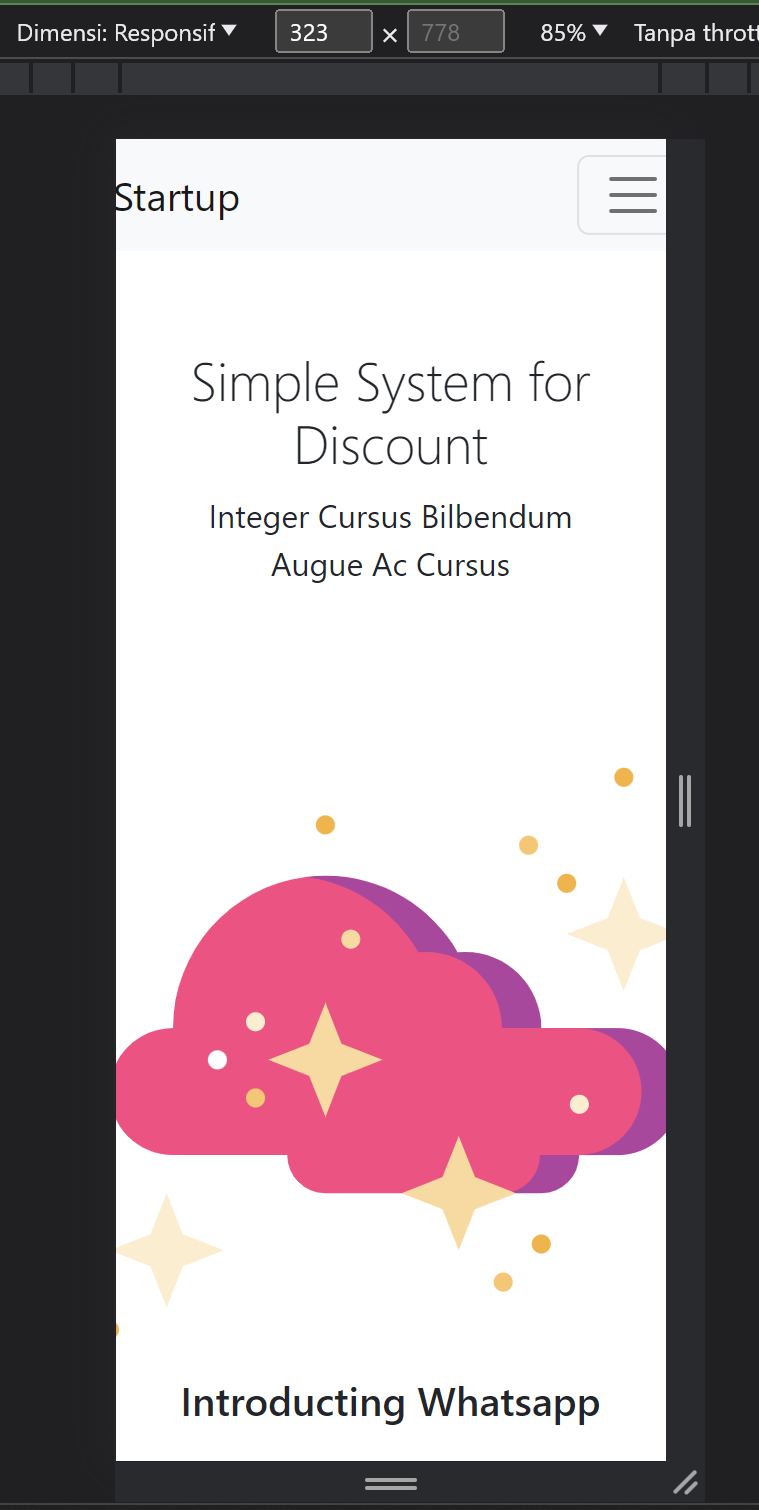 Dimensi: Responsif 323 × 778 85% Tanpa thrott
Startup
Simple System for
Discount
Integer Cursus Bilbendum
Augue Ac Cursus
Introducting Whatsapp